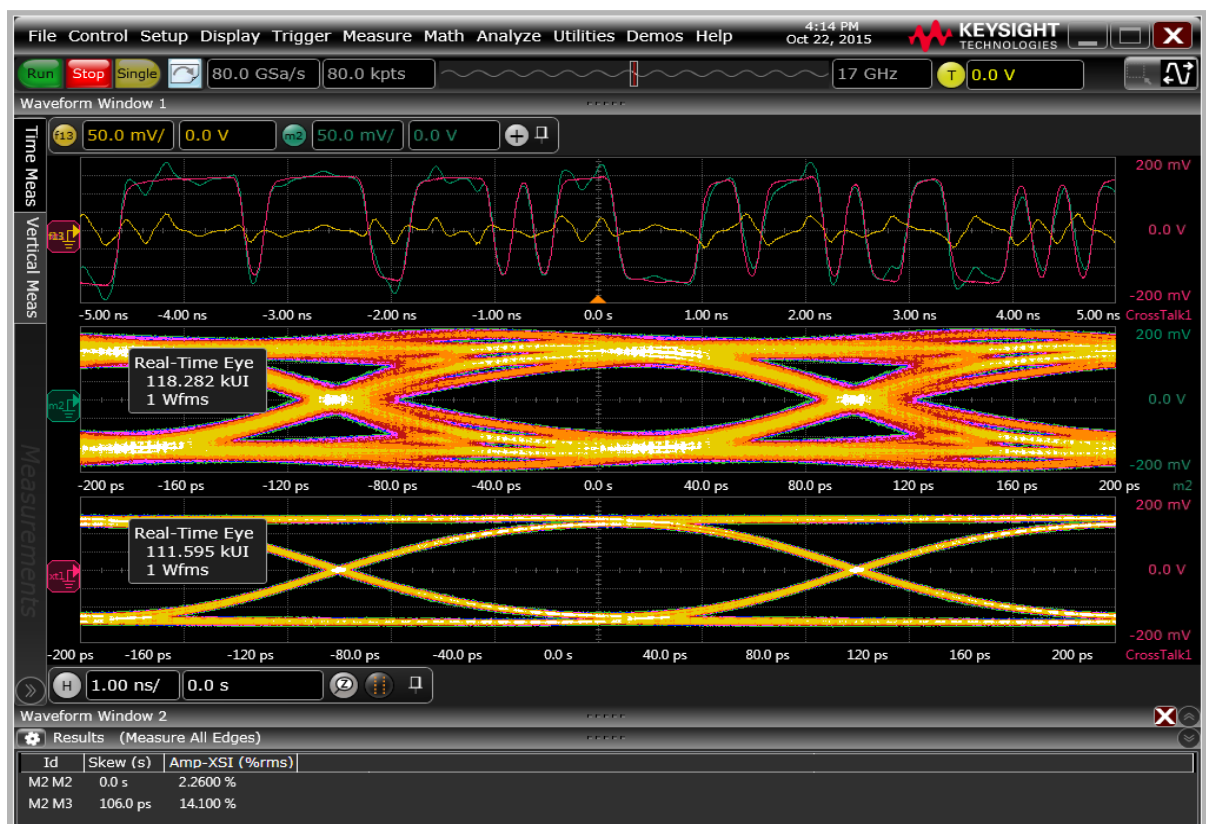 File Control Setup Display Trigger Measure Math Analyze Utilities Demos Help
4:14 PM
Oct 22, 2015
KEYSIGHT
TECHNOLOGIES
Run Stop Single 80.0 GSa/s 80.0 kpts 17 GHz T 0.0 V
Waveform Window 1
Time Meas
Vertical Meas
Measurements
f13 50.0 mV/ 0.0 V m2 50.0 mV/ 0.0 V
200 mV
0.0 V
-200 mV
f13
-5.00 ns -4.00 ns -3.00 ns -2.00 ns -1.00 ns 0.0 s 1.00 ns 2.00 ns 3.00 ns 4.00 ns 5.00 ns CrossTalk1
200 mV
Real-Time Eye
118.282 kUI
1 Wfms
m2
0.0 V
-200 mV
-200 ps -160 ps -120 ps -80.0 ps -40.0 ps 0.0 s 40.0 ps 80.0 ps 120 ps 160 ps 200 ps m2
200 mV
Real-Time Eye
111.595 kUI
1 Wfms
xt1
0.0 V
-200 mV
-200 ps -160 ps -120 ps -80.0 ps -40.0 ps 0.0 s 40.0 ps 80.0 ps 120 ps 160 ps 200 ps CrossTalk1
H 1.00 ns/ 0.0 s
Waveform Window 2
Results (Measure All Edges)
Id Skew (s) Amp-XSI (%rms)
M2 M2 0.0 s 2.2600 %
M2 M3 106.0 ps 14.100 %